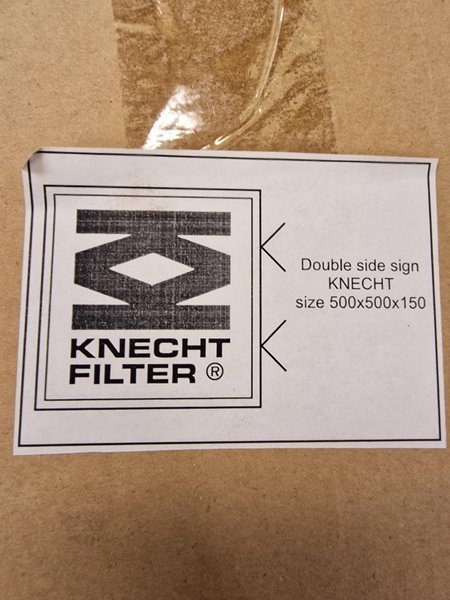 KNECHT
FILTER ®
Double side sign
KNECHT
size 500x500x150